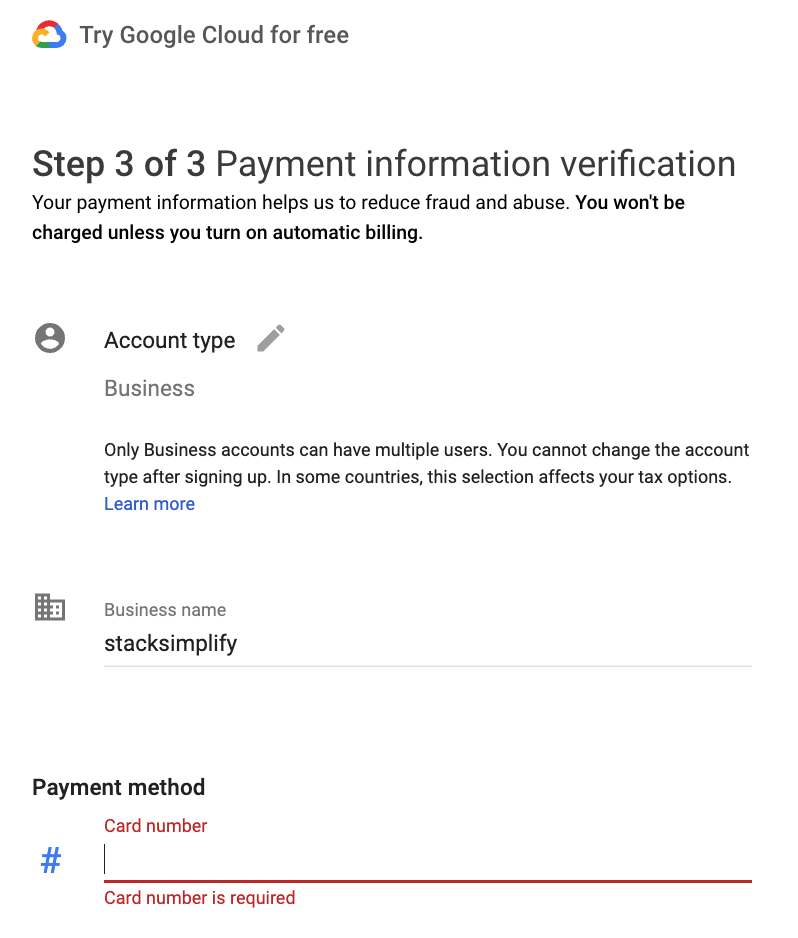 Try Google Cloud for free
Step 3 of 3 Payment information verification
Your payment information helps us to reduce fraud and abuse. You won't be
charged unless you turn on automatic billing.
Account type
Business
Only Business accounts can have multiple users. You cannot change the account
type after signing up. In some countries, this selection affects your tax options.
Learn more
Business name
stacksimplify
Payment method
Card number
#
Card number is required